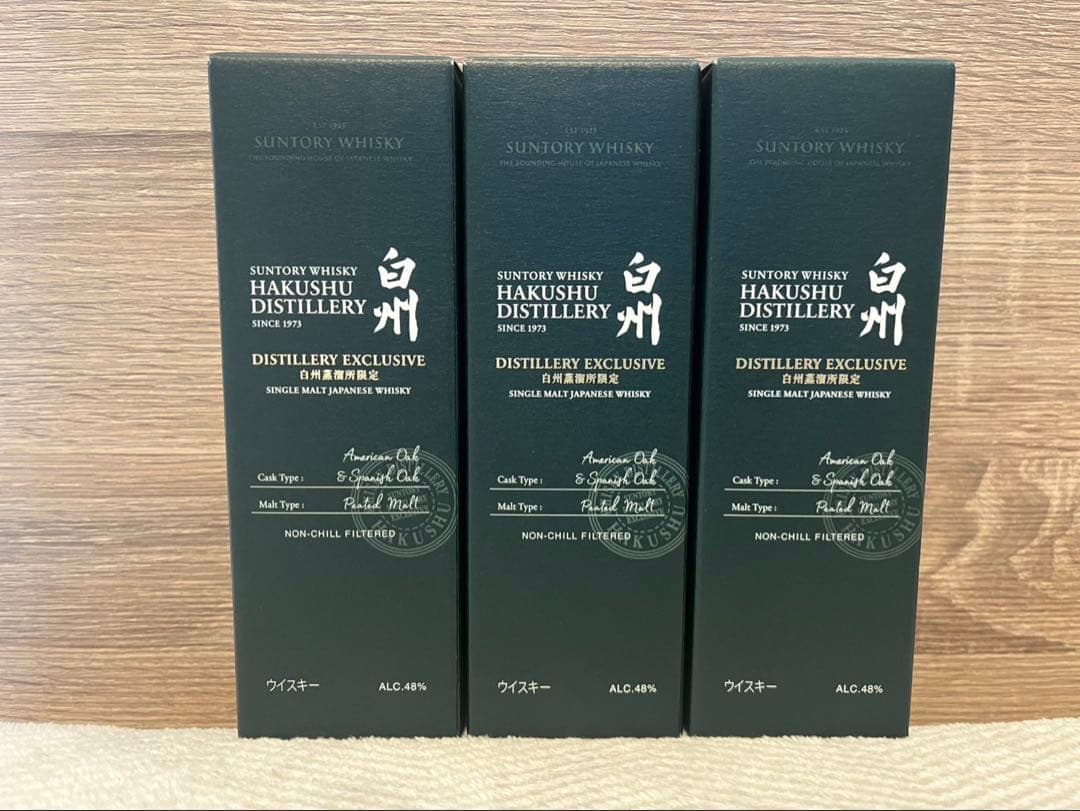 EST 1923
SUNTORY WHISKY
THE FOUNDING HOUSE OF JAPANESE WHISKY
SUNTORY WHISKY
HAKUSHU
DISTILLERY
SINCE 1973
白州
DISTILLERY EXCLUSIVE
白州蒸溜所限定
SINGLE MALT JAPANESE WHISKY
Cask Type : American Oak
& Spanish Oak
Malt Type : Peated Malt
DISTILLERY
HAKUSHU
NON-CHILL FILTERED
ウイスキー
ALC.48%
EST 1923
SUNTORY WHISKY
THE FOUNDING HOUSE OF JAPANESE WHISKY
SUNTORY WHISKY
HAKUSHU
DISTILLERY
SINCE 1973
白州
DISTILLERY EXCLUSIVE
白州蒸溜所限定
SINGLE MALT JAPANESE WHISKY
Cask Type : American Oak
& Spanish Oak
Malt Type : Peated Malt
DISTILLERY
HAKUSHU
NON-CHILL FILTERED
ウイスキー
ALC.48%
EST 1923
SUNTORY WHISKY
THE FOUNDING HOUSE OF JAPANESE WHISKY
SUNTORY WHISKY
HAKUSHU
DISTILLERY
SINCE 1973
白州
DISTILLERY EXCLUSIVE
白州蒸溜所限定
SINGLE MALT JAPANESE WHISKY
Cask Type : American Oak
& Spanish Oak
Malt Type : Peated Malt
DISTILLERY
HAKUSHU
NON-CHILL FILTERED
ウイスキー
ALC.48%